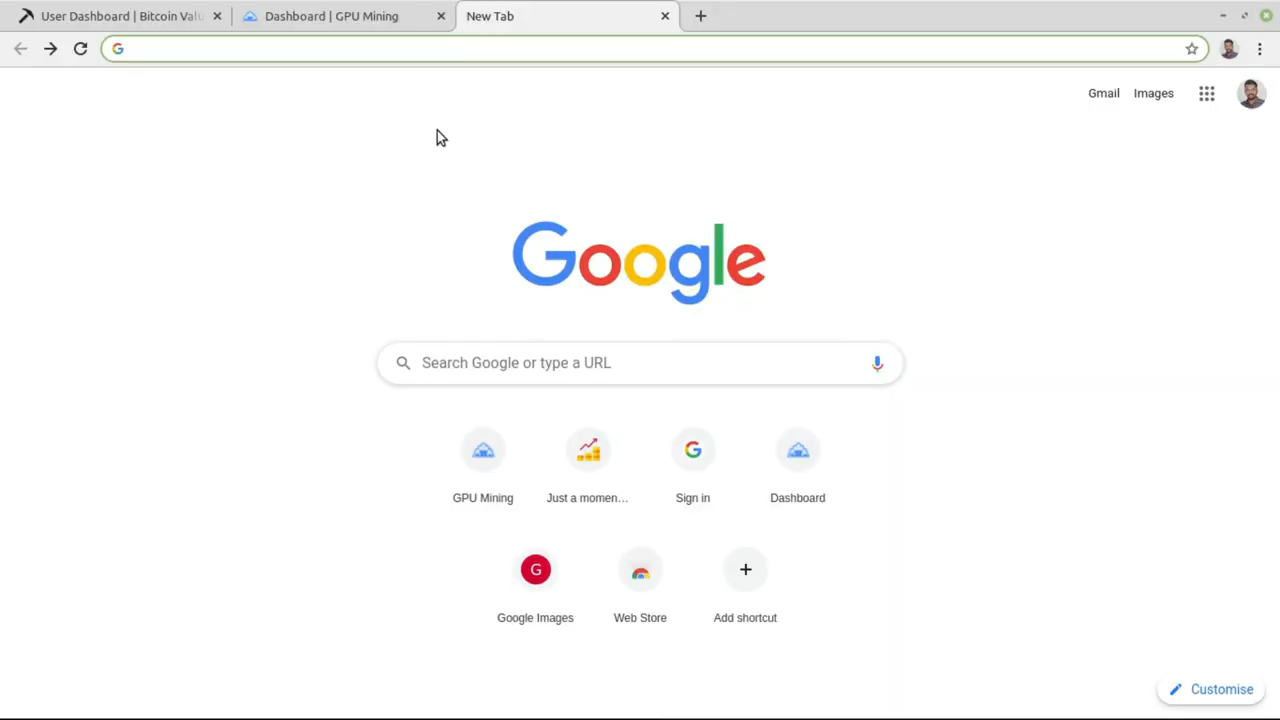 User Dashboard | Bitcoin Valu
Dashboard | GPU Mining
New Tab
Gmail
Images
Google
Search Google or type a URL
GPU Mining
Just a momen...
Sign in
Dashboard
G
Google Images
Web Store
Add shortcut
Customise